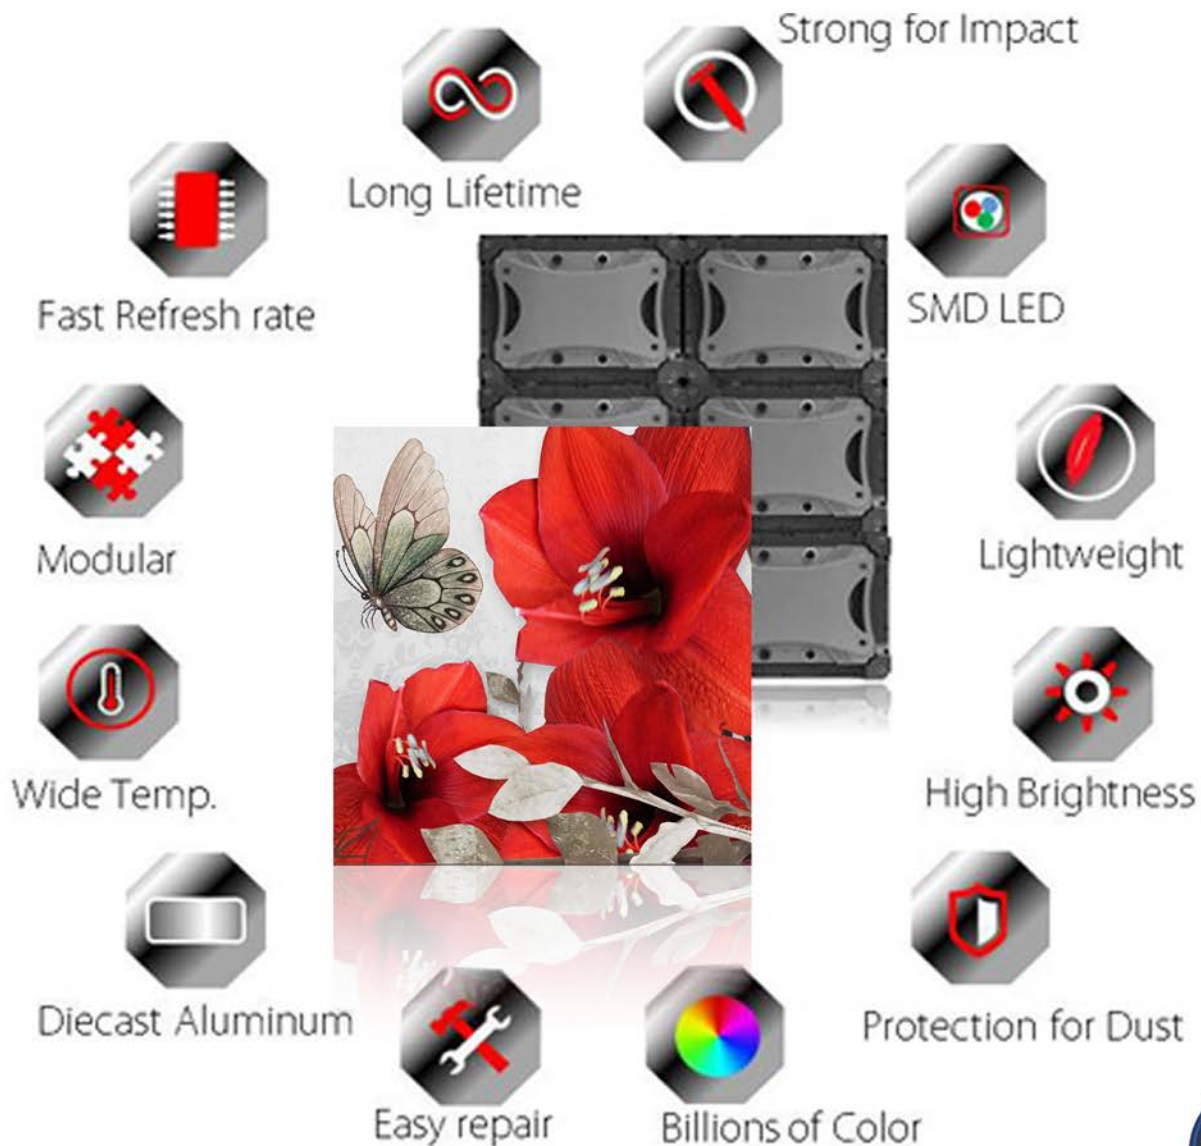 Strong for Impact
Long Lifetime
Fast Refresh rate
SMD LED
Modular
Lightweight
Wide Temp.
High Brightness
Diecast Aluminum
Protection for Dust
Easy repair
Billions of Color